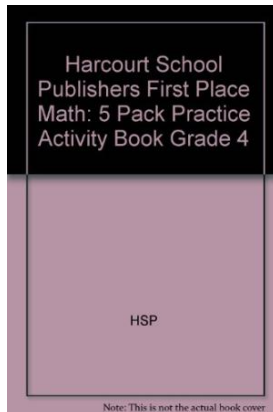 Harcourt School
Publishers First Place
Math: 5 Pack Practice
Activity Book Grade 4
HSP
Note: This is not the actual book cover